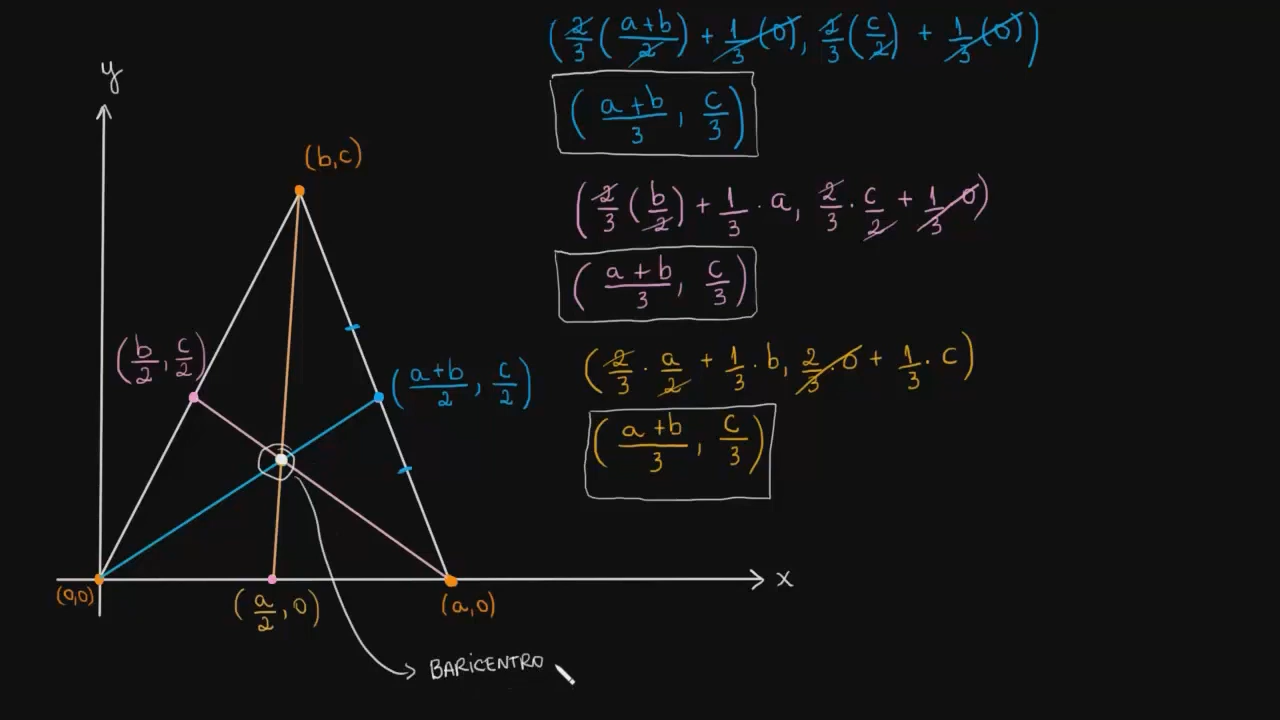 (2/3((a+b)/2) + 1/3(0), 2/3(c/2) + 1/3(0))
((a+b)/3, c/3)
(2/3(b/2) + 1/3 · a, 2/3 · c/2 + 1/3 0)
((a+b)/3, c/3)
(2/3 · a/2 + 1/3 · b, 2/3 · 0 + 1/3 · c)
((a+b)/3, c/3)
y
(b,c)
(b/2, c/2)
((a+b)/2, c/2)
x
(0,0)
(a/2, 0)
(a,0)
BARICENTRO